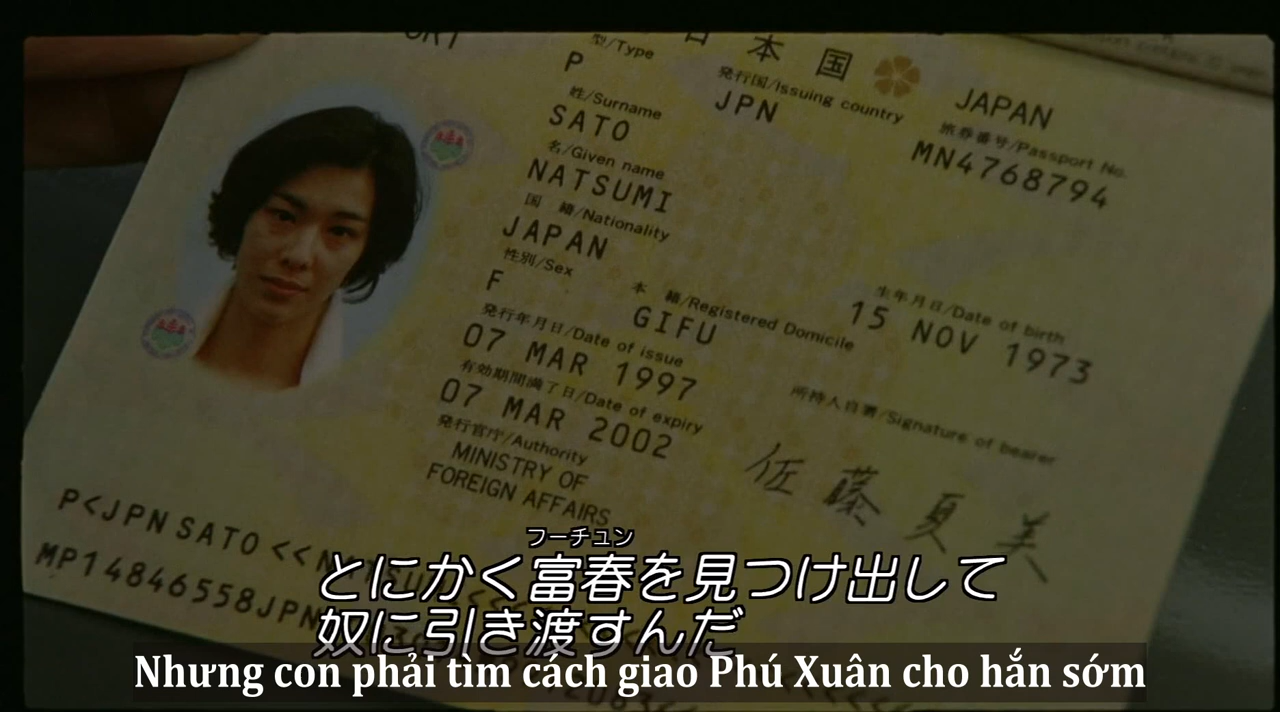 日本国
JAPAN
型/Type
P
発行国/Issuing country
JPN
旅券番号/Passport No.
MN4768794
姓/Surname
SATO
名/Given name
NATSUMI
国 籍/Nationality
JAPAN
生年月日/Date of birth
15 NOV 1973
性別/Sex
F
本 籍/Registered Domicile
GIFU
発行年月日/Date of issue
07 MAR 1997
所持人自署/Signature of bearer
佐藤夏美
有効期間満了日/Date of expiry
07 MAR 2002
発行官庁/Authority
MINISTRY OF
FOREIGN AFFAIRS
P<JPN SATO <<
MP14846558JPN
フーチュン
とにかく富春を見つけ出して
奴に引き渡すんだ
Nhưng con phải tìm cách giao Phú Xuân cho hắn sớm